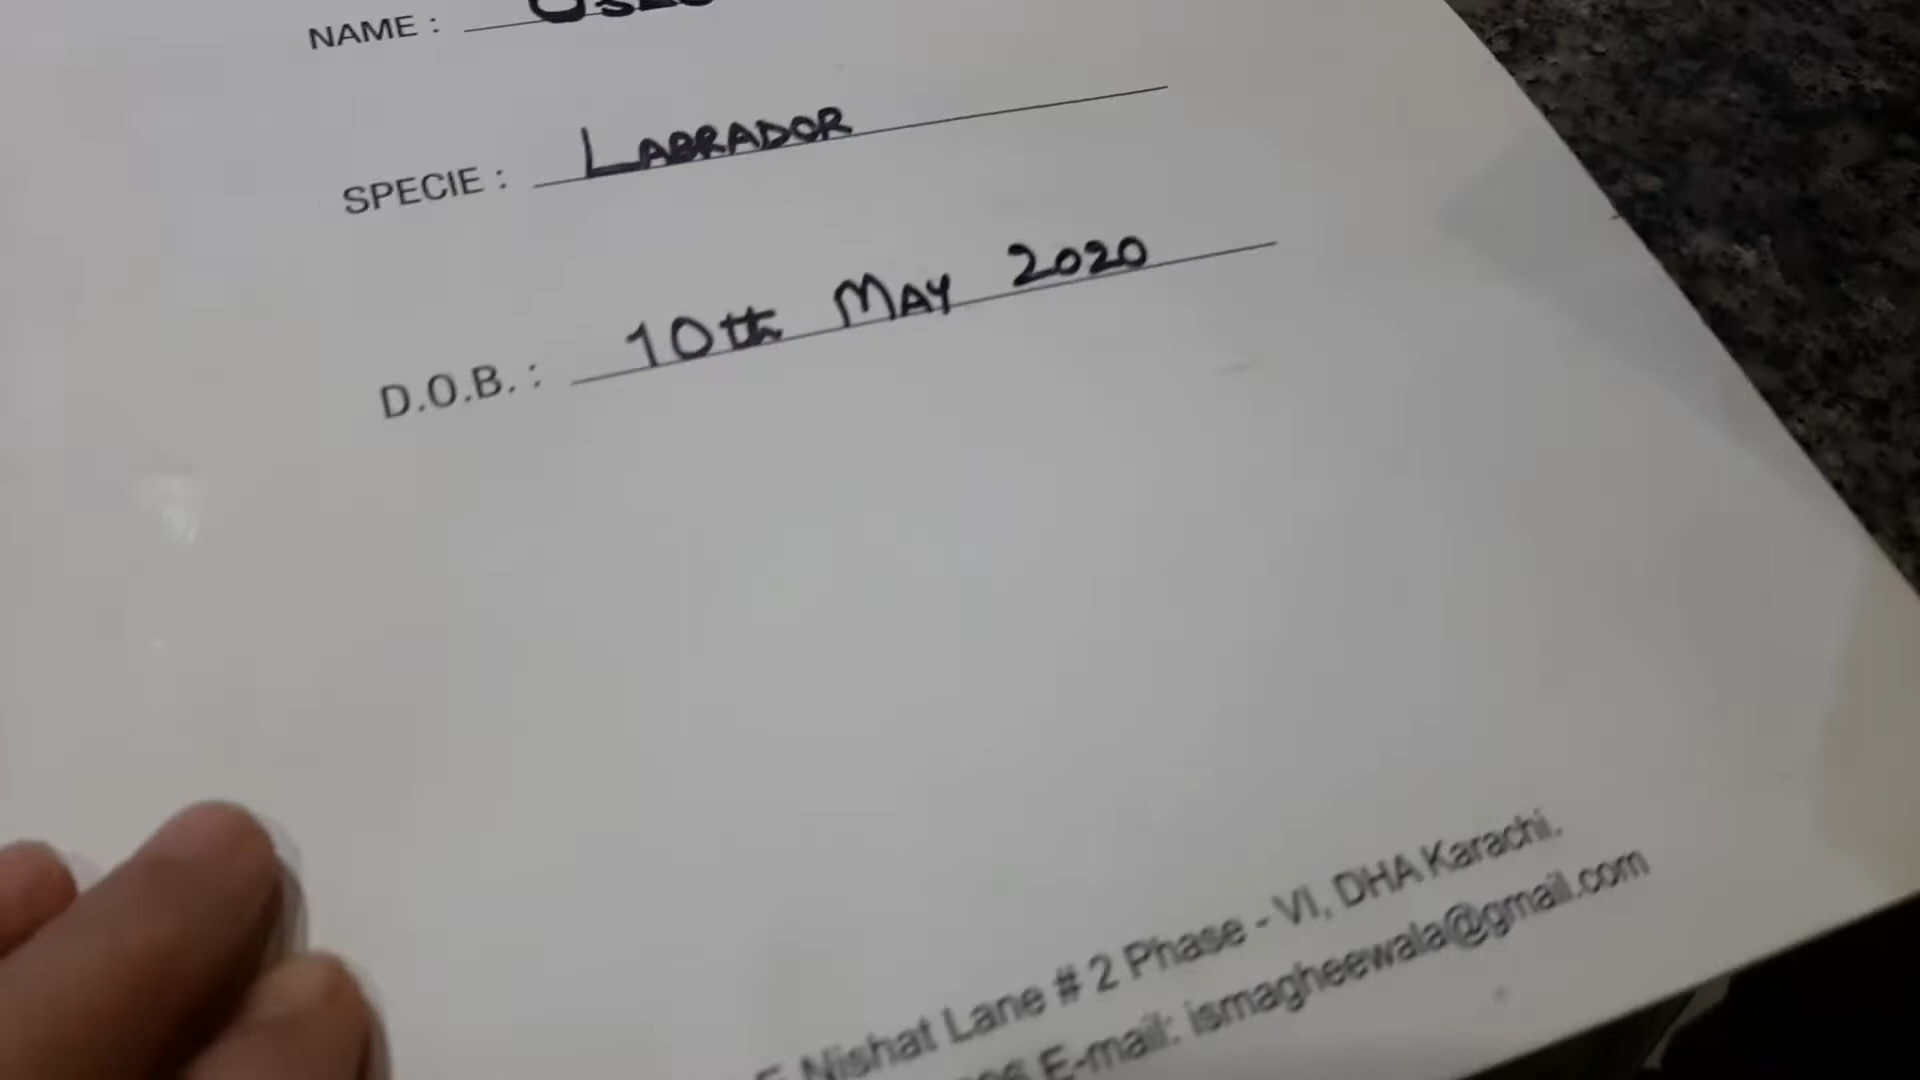 NAME :
SPECIE : LABRADOR
D.O.B. : 10th MAY 2020
Nishat Lane # 2 Phase - VI, DHA Karachi.
E-mail: ismagheewala@gmail.com